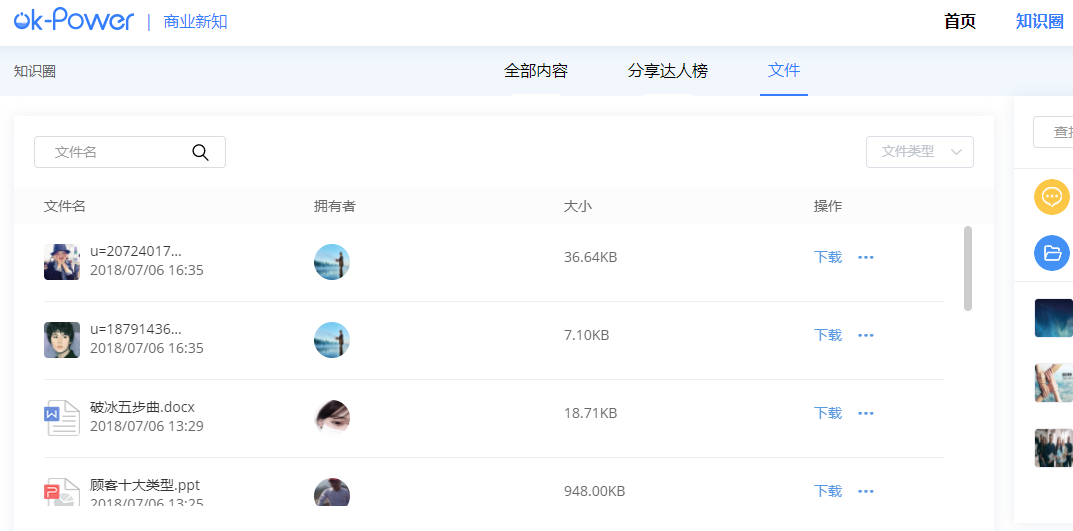 ok-Power | 商业新知
首页 知识圈
知识圈 全部内容 分享达人榜 文件
文件名 文件类型
文件名 拥有者 大小 操作
u=20724017...
2018/07/06 16:35
36.64KB 下载 •••
u=18791436...
2018/07/06 16:35
7.10KB 下载 •••
破冰五步曲.docx
2018/07/06 13:29
18.71KB 下载 •••
顾客十大类型.ppt
2018/07/06 13:25
948.00KB 下载 •••